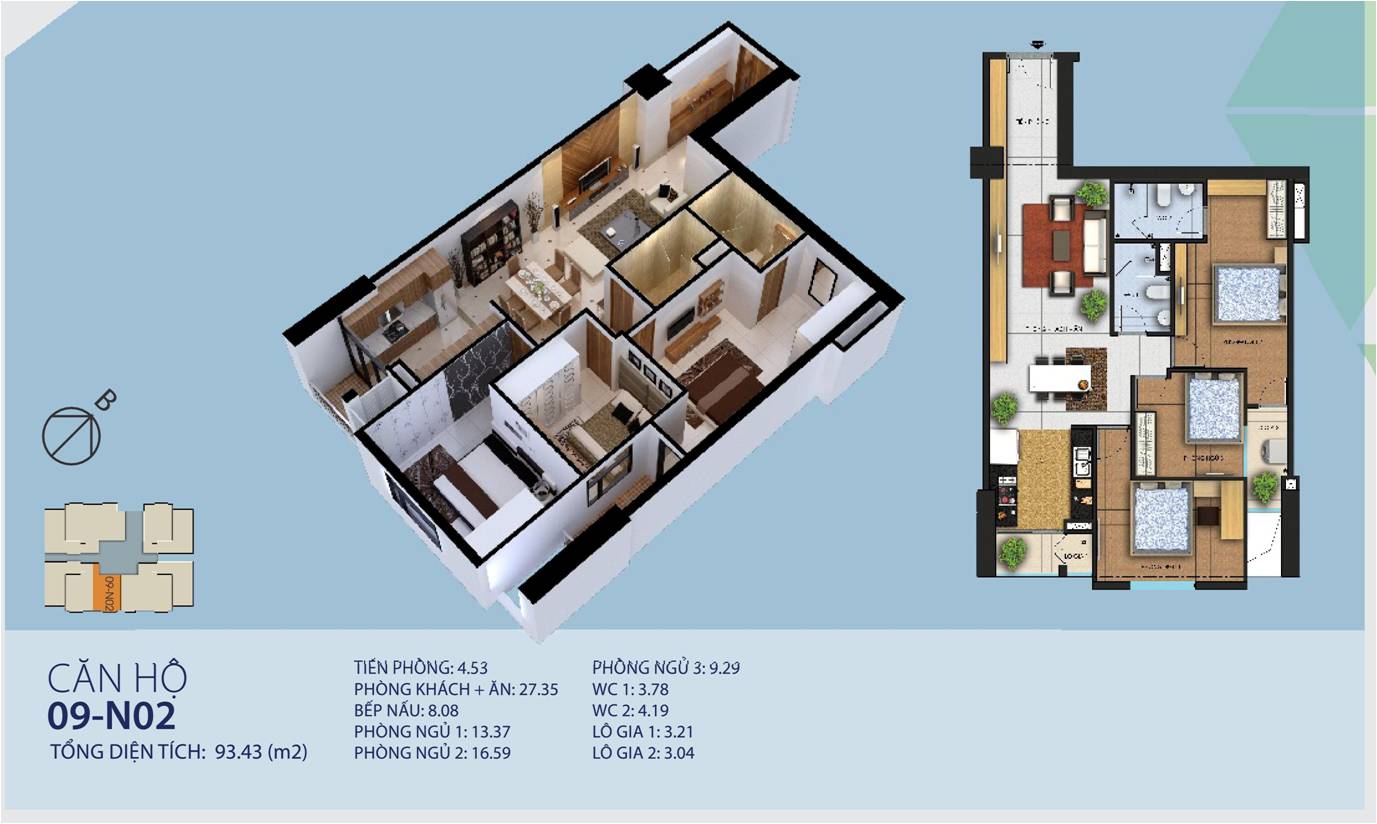 B
09-N02
CĂN HỘ
09-N02
TỔNG DIỆN TÍCH: 93.43 (m2)
TIỀN PHÒNG: 4.53
PHÒNG KHÁCH + ĂN: 27.35
BẾP NẤU: 8.08
PHÒNG NGỦ 1: 13.37
PHÒNG NGỦ 2: 16.59
PHÒNG NGỦ 3: 9.29
WC 1: 3.78
WC 2: 4.19
LÔ GIA 1: 3.21
LÔ GIA 2: 3.04